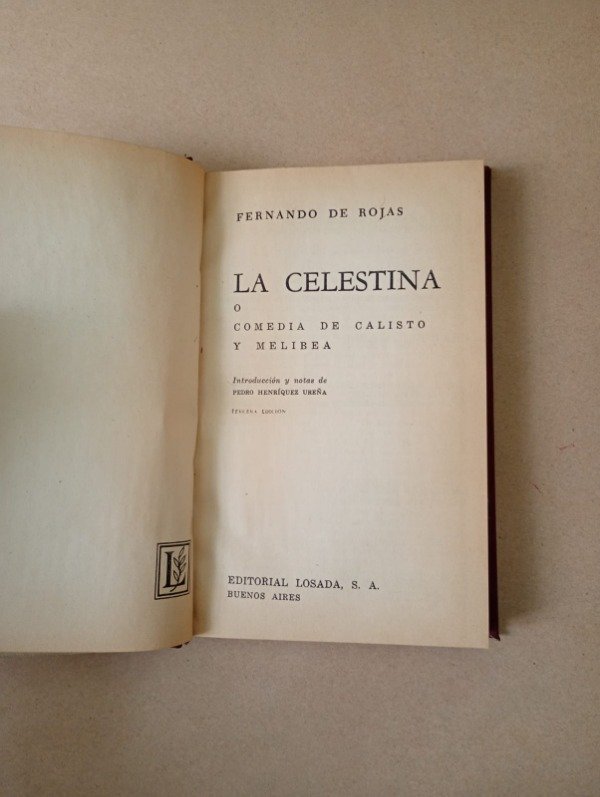 FERNANDO DE ROJAS
LA CELESTINA
O
COMEDIA DE CALISTO
Y MELIBEA
Introducción y notas de
PEDRO HENRÍQUEZ UREÑA
TERCERA EDICIÓN
L
EDITORIAL LOSADA, S. A.
BUENOS AIRES